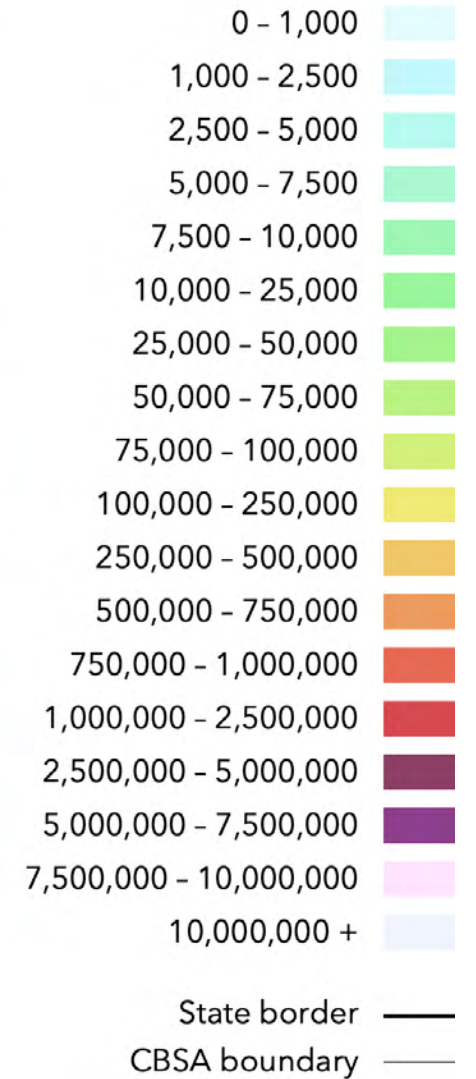 0 – 1,000
1,000 – 2,500
2,500 – 5,000
5,000 – 7,500
7,500 – 10,000
10,000 – 25,000
25,000 – 50,000
50,000 – 75,000
75,000 – 100,000
100,000 – 250,000
250,000 – 500,000
500,000 – 750,000
750,000 – 1,000,000
1,000,000 – 2,500,000
2,500,000 – 5,000,000
5,000,000 – 7,500,000
7,500,000 – 10,000,000
10,000,000 +
State border
CBSA boundary